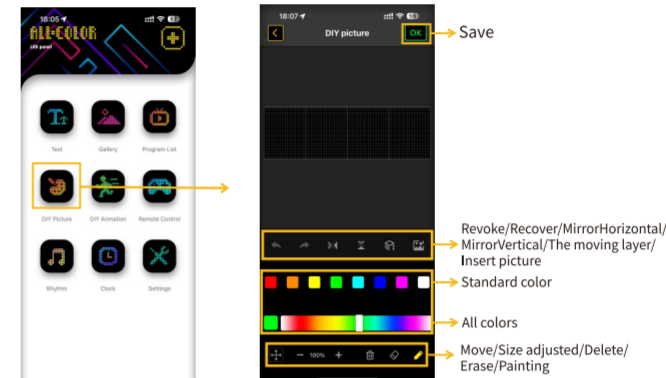 18:05
ALL·COLOR
LED panel
Text
Gallery
Program List
DIY Picture
DIY Anmation
Remote Control
Rhythm
Clock
Settings
18:07
DIY picture
OK
100%
Save
Revoke/Recover/MirrorHorizontal/
MirrorVertical/The moving layer/
Insert picture
Standard color
All colors
Move/Size adjusted/Delete/
Erase/Painting